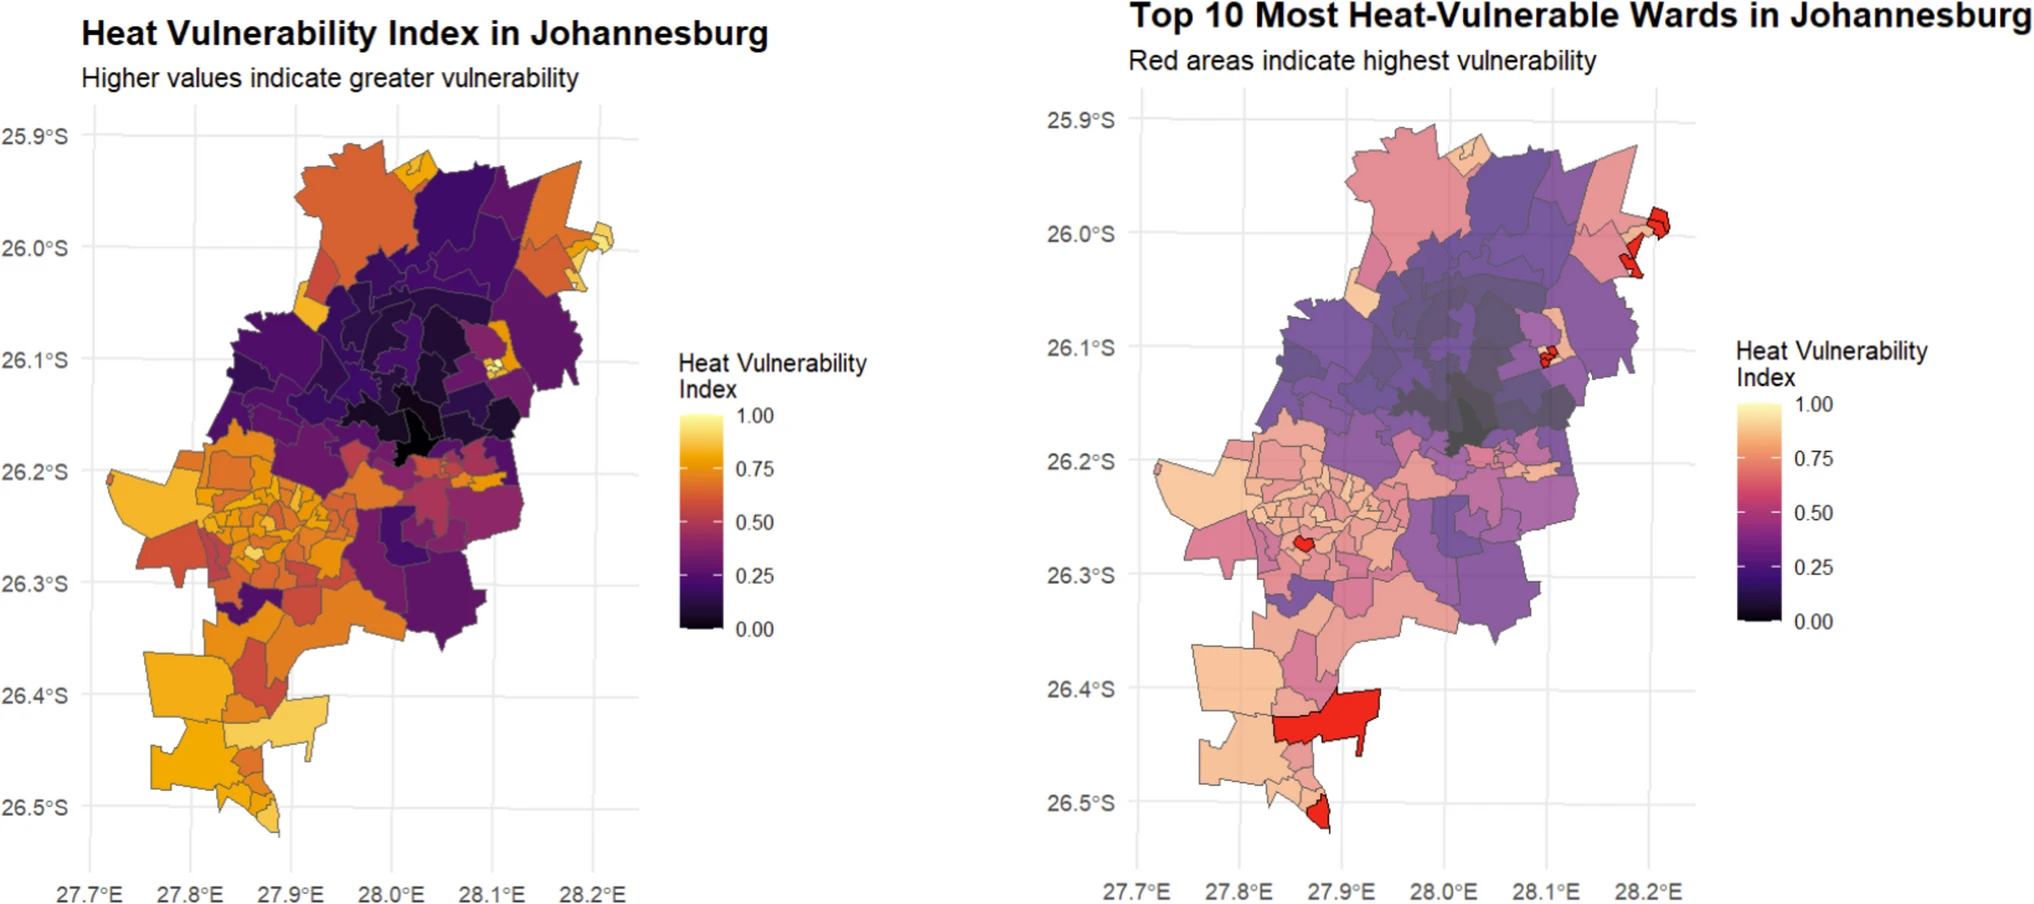 Heat Vulnerability Index in Johannesburg
Higher values indicate greater vulnerability
25.9°S
26.0°S
26.1°S
26.2°S
26.3°S
26.4°S
26.5°S
27.7°E 27.8°E 27.9°E 28.0°E 28.1°E 28.2°E
Heat Vulnerability
Index
1.00
0.75
0.50
0.25
0.00
Top 10 Most Heat-Vulnerable Wards in Johannesburg
Red areas indicate highest vulnerability
25.9°S
26.0°S
26.1°S
26.2°S
26.3°S
26.4°S
26.5°S
27.7°E 27.8°E 27.9°E 28.0°E 28.1°E 28.2°E
Heat Vulnerability
Index
1.00
0.75
0.50
0.25
0.00